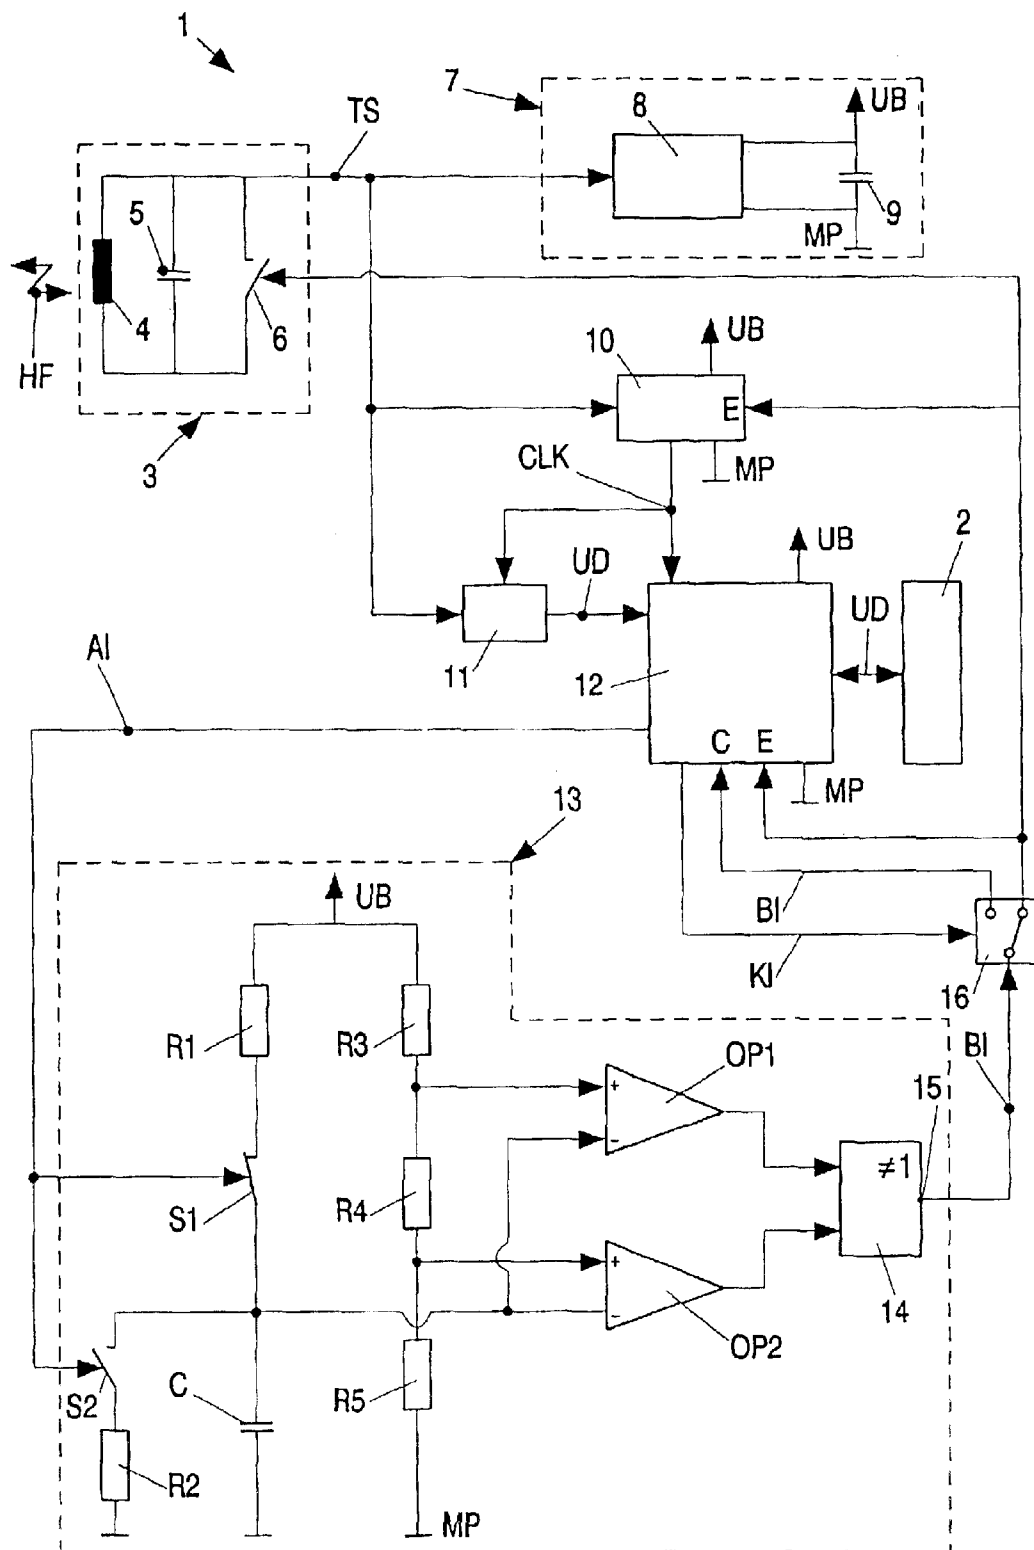 1
7
8
UB
TS
5
9
MP
4
6
HF
10
UB
E
3
CLK
MP
UD
UB
2
UD
AI
11
12
C E
MP
13
UB
BI
KI
16
R1
R3
OP1
BI
+
15
-
≠1
S1
R4
+
14
-
OP2
S2
C
R5
R2
MP